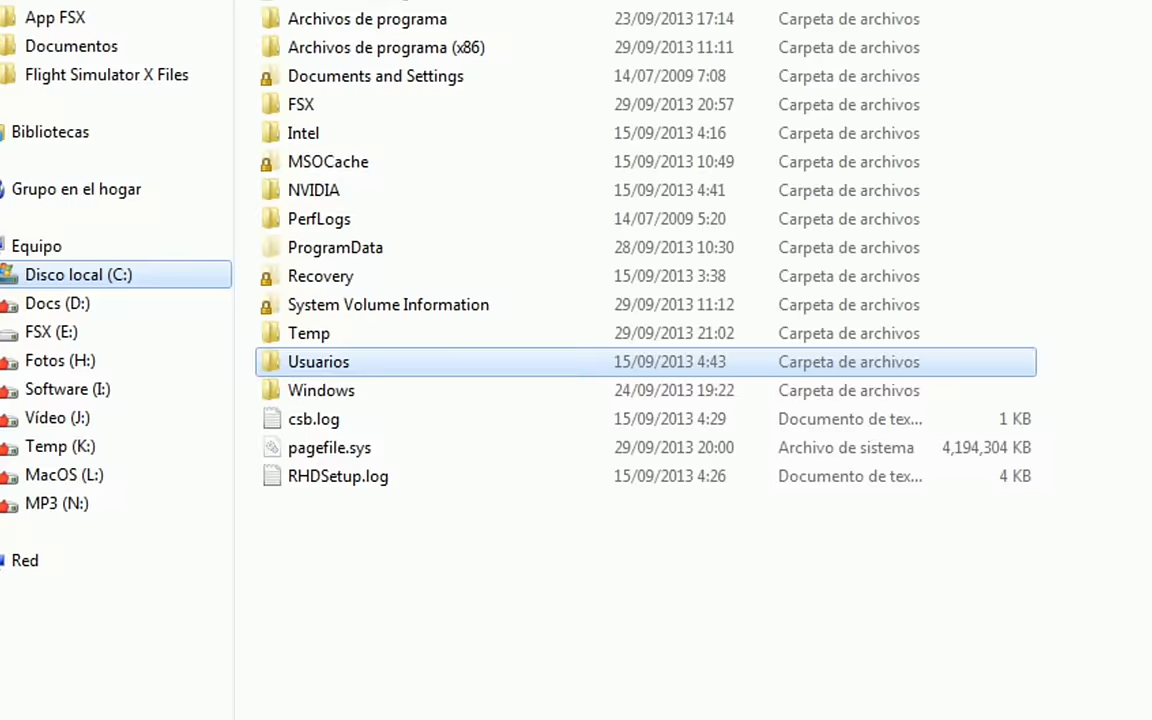 App FSX
Documentos
Flight Simulator X Files
Bibliotecas
Grupo en el hogar
Equipo
Disco local (C:)
Docs (D:)
FSX (E:)
Fotos (H:)
Software (I:)
Vídeo (J:)
Temp (K:)
MacOS (L:)
MP3 (N:)
Red
Archivos de programa 23/09/2013 17:14 Carpeta de archivos
Archivos de programa (x86) 29/09/2013 11:11 Carpeta de archivos
Documents and Settings 14/07/2009 7:08 Carpeta de archivos
FSX 29/09/2013 20:57 Carpeta de archivos
Intel 15/09/2013 4:16 Carpeta de archivos
MSOCache 15/09/2013 10:49 Carpeta de archivos
NVIDIA 15/09/2013 4:41 Carpeta de archivos
PerfLogs 14/07/2009 5:20 Carpeta de archivos
ProgramData 28/09/2013 10:30 Carpeta de archivos
Recovery 15/09/2013 3:38 Carpeta de archivos
System Volume Information 29/09/2013 11:12 Carpeta de archivos
Temp 29/09/2013 21:02 Carpeta de archivos
Usuarios 15/09/2013 4:43 Carpeta de archivos
Windows 24/09/2013 19:22 Carpeta de archivos
csb.log 15/09/2013 4:29 Documento de tex... 1 KB
pagefile.sys 29/09/2013 20:00 Archivo de sistema 4,194,304 KB
RHDSetup.log 15/09/2013 4:26 Documento de tex... 4 KB